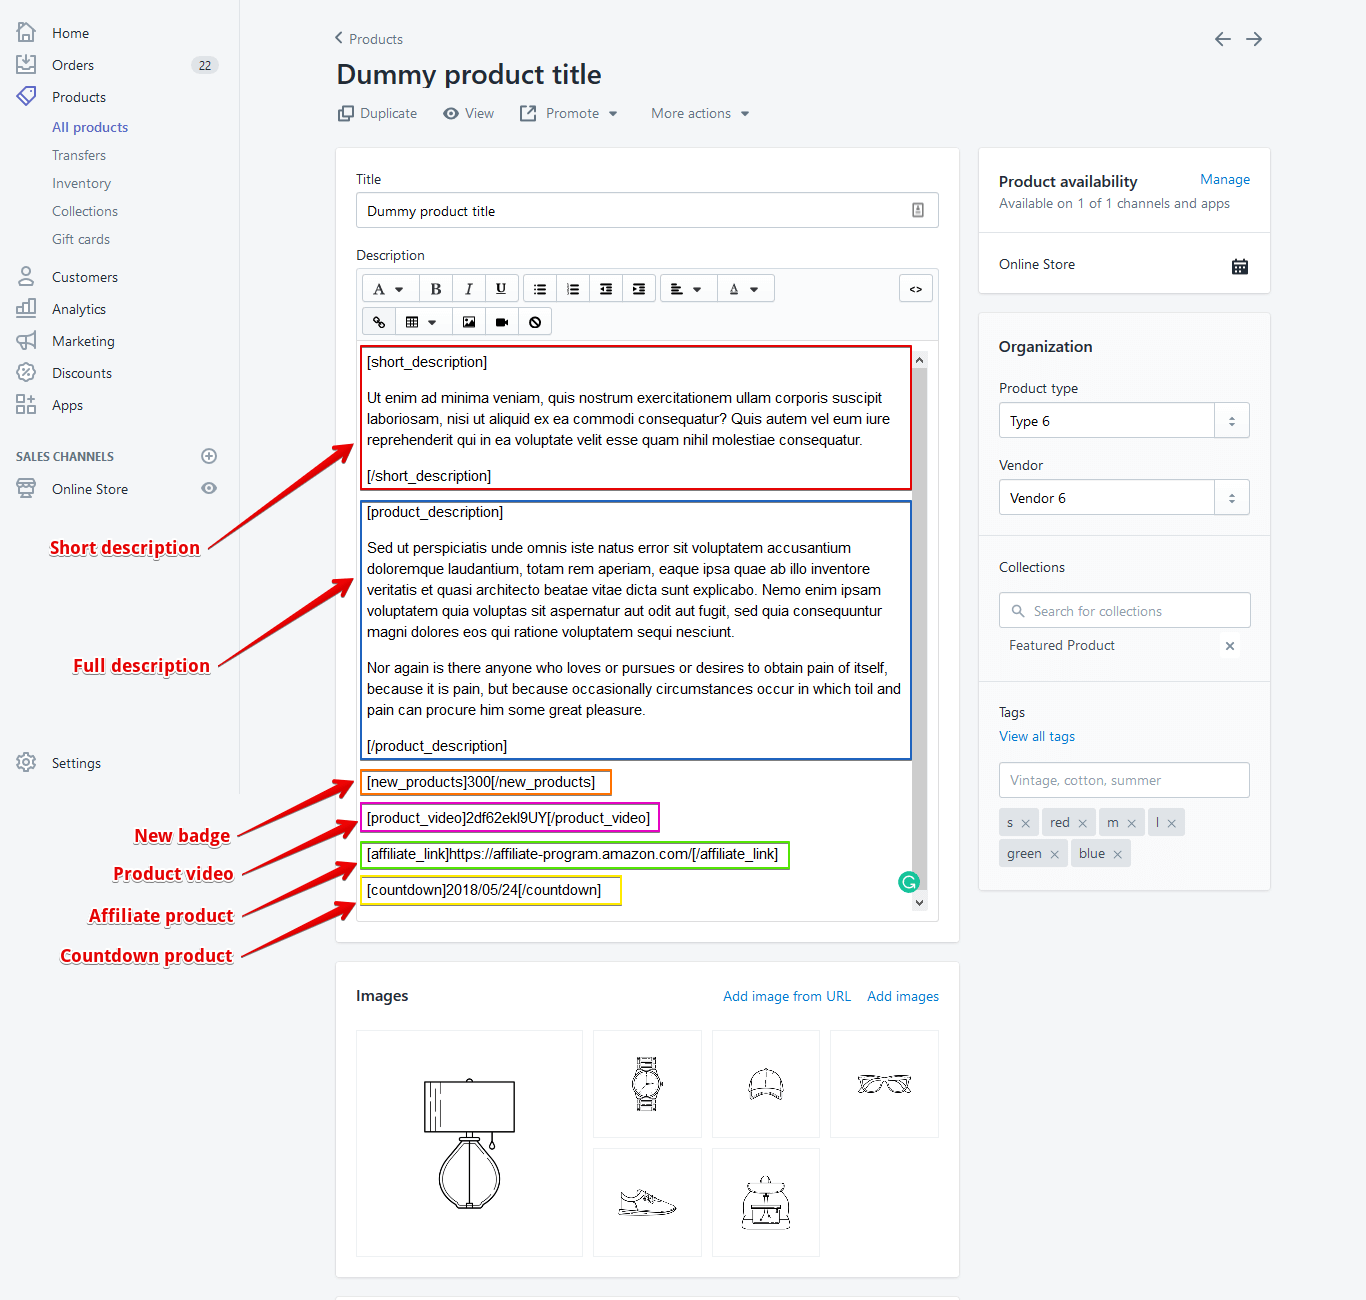 Home
Orders
22
Products
All products
Transfers
Inventory
Collections
Gift cards
Customers
Analytics
Marketing
Discounts
Apps
SALES CHANNELS
Online Store
Settings
Short description
Full description
New badge
Product video
Affiliate product
Countdown product
Products
Dummy product title
Duplicate
View
Promote
More actions
Title
Dummy product title
Description
A
B
I
U
A
<>
[short_description]
Ut enim ad minima veniam, quis nostrum exercitationem ullam corporis suscipit
laboriosam, nisi ut aliquid ex ea commodi consequatur? Quis autem vel eum iure
reprehenderit qui in ea voluptate velit esse quam nihil molestiae consequatur.
[/short_description]
[product_description]
Sed ut perspiciatis unde omnis iste natus error sit voluptatem accusantium
doloremque laudantium, totam rem aperiam, eaque ipsa quae ab illo inventore
veritatis et quasi architecto beatae vitae dicta sunt explicabo. Nemo enim ipsam
voluptatem quia voluptas sit aspernatur aut odit aut fugit, sed quia consequuntur
magni dolores eos qui ratione voluptatem sequi nesciunt.
Nor again is there anyone who loves or pursues or desires to obtain pain of itself,
because it is pain, but because occasionally circumstances occur in which toil and
pain can procure him some great pleasure.
[/product_description]
[new_products]300[/new_products]
[product_video]2df62ekl9UY[/product_video]
[affiliate_link]https://affiliate-program.amazon.com/[/affiliate_link]
[countdown]2018/05/24[/countdown]
Images
Add image from URL
Add images
Product availability
Manage
Available on 1 of 1 channels and apps
Online Store
Organization
Product type
Type 6
Vendor
Vendor 6
Collections
Search for collections
Featured Product
Tags
View all tags
Vintage, cotton, summer
s
red
m
l
green
blue